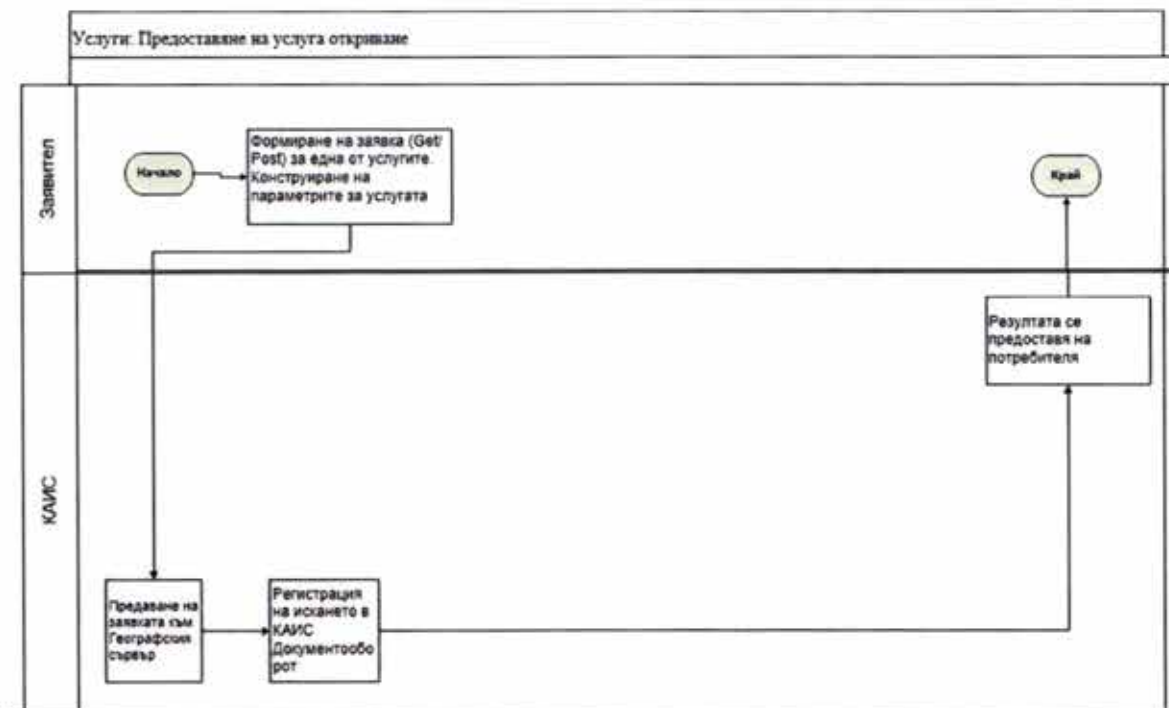 Услуги: Предоставяне на услуга откриване
Заявител
Начало
Формиране на заявка (Get/
Post) за една от услугите.
Конструиране на
параметрите за услугата
Край
КАИС
Резултата се
предоставя на
потребителя
Предаване на
заявката към
Географския
сървър
Регистрация
на искането в
КАИС
Документообо
рот